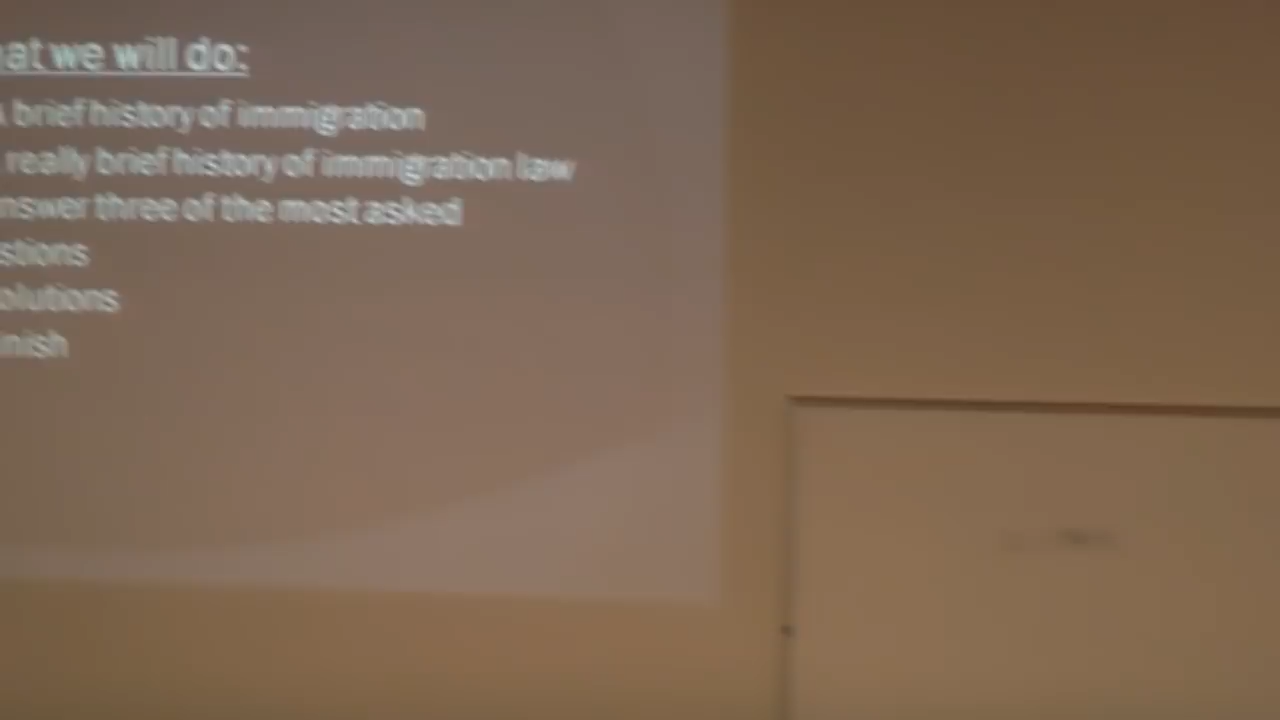 at we will do:
A brief history of immigration
really brief history of immigration law
nswer three of the most asked
stions
olutions
inish